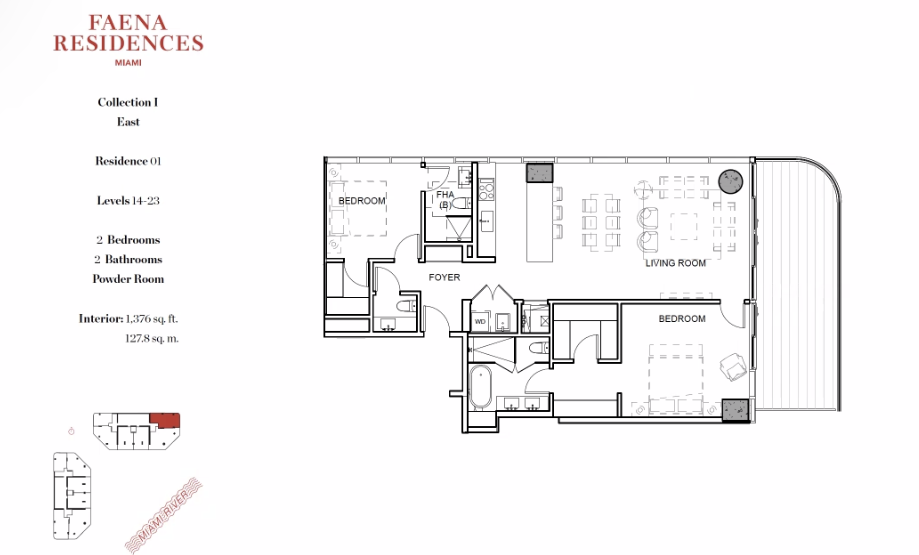 FAENA
RESIDENCES
MIAMI
Collection I
East
Residence 01
Levels 14-23
2 Bedrooms
2 Bathrooms
Powder Room
Interior: 1,376 sq. ft.
127.8 sq. m.
BEDROOM
FHA
(B)
FOYER
LIVING ROOM
WD
BEDROOM
MIAMI RIVER